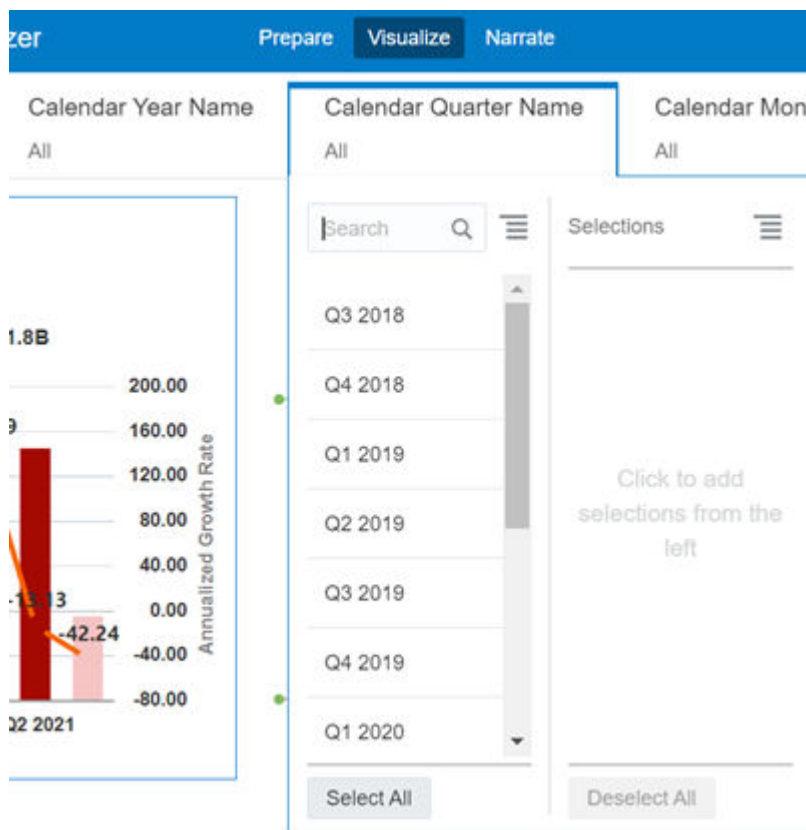 zer Prepare Visualize Narrate
Calendar Year Name
All
Calendar Quarter Name
All
Calendar Mon
All
1.8B
200.00
9
160.00
120.00
80.00
40.00
-13.13
0.00
-42.24
-40.00
-80.00
Q2 2021
Annualized Growth Rate
Search
Q3 2018
Q4 2018
Q1 2019
Q2 2019
Q3 2019
Q4 2019
Q1 2020
Select All
Selections
Click to add
selections from the
left
Deselect All